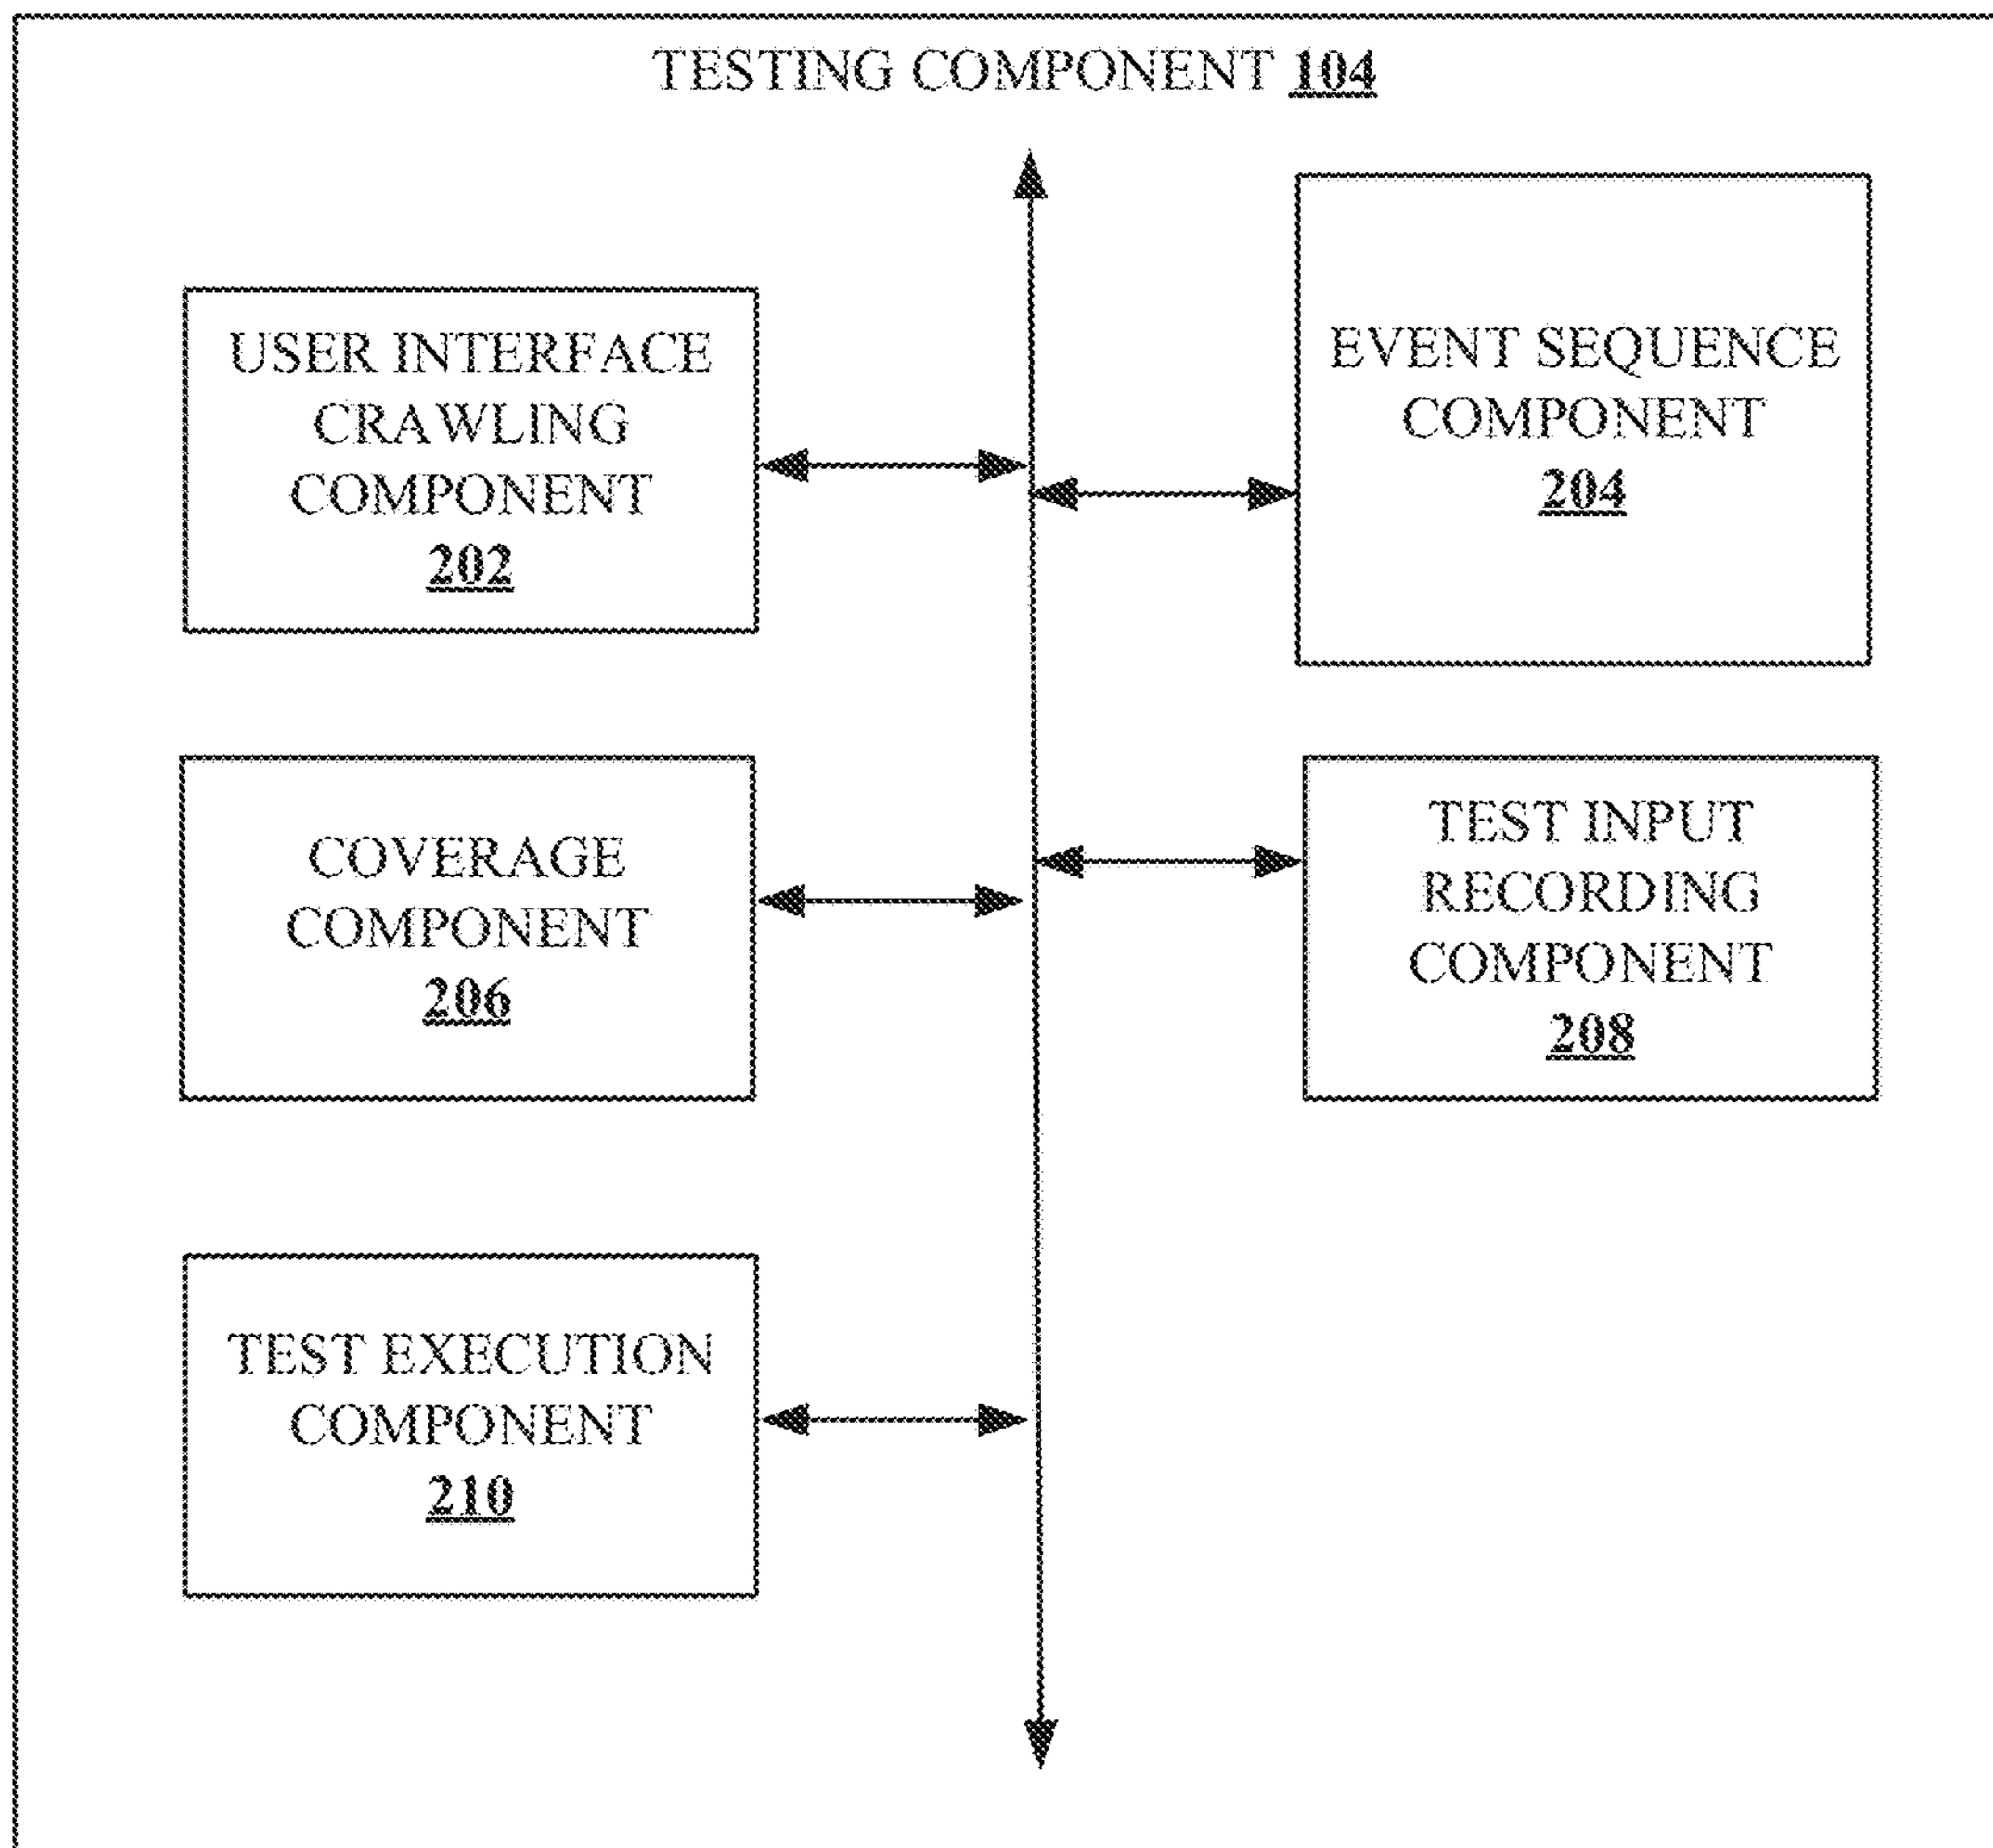 TESTING COMPONENT 104
USER INTERFACE
CRAWLING
COMPONENT
202
EVENT SEQUENCE
COMPONENT
204
COVERAGE
COMPONENT
206
TEST INPUT
RECORDING
COMPONENT
208
TEST EXECUTION
COMPONENT
210